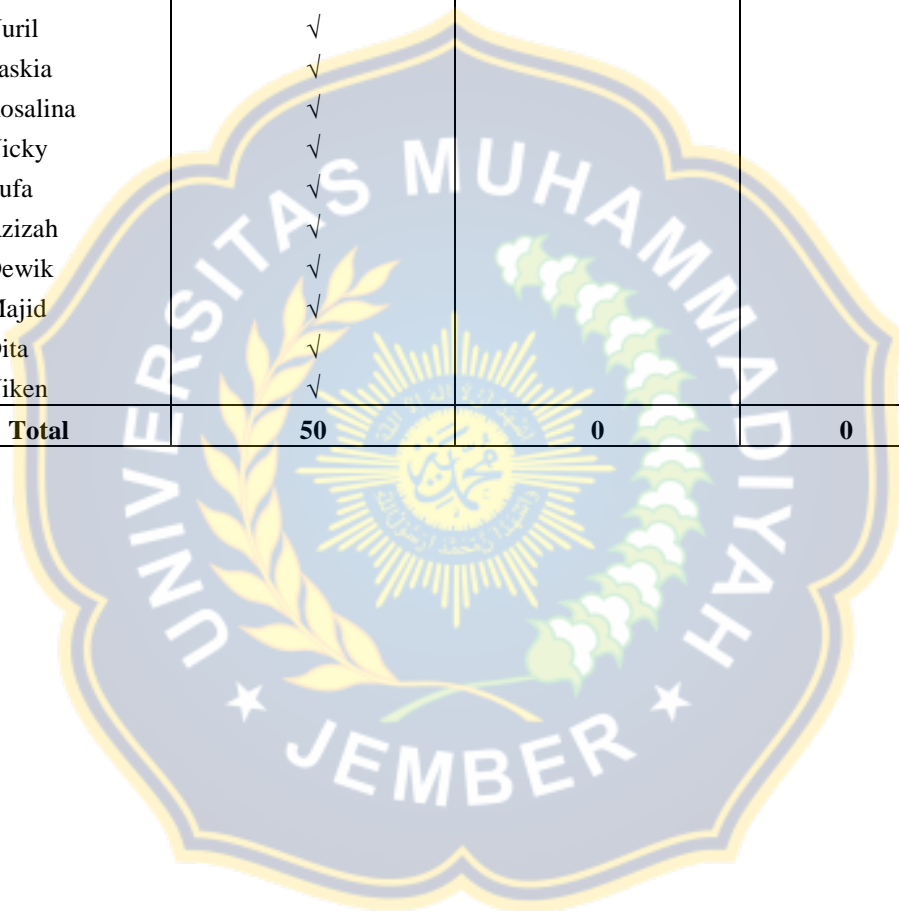 uril √
askia √
osalina √
icky √
ufa √
zizah √
ewik √
ajid √
ita √
iken √
Total 50 0 0
UNIVERSITAS MUHAMMADIYAH
JEMBER